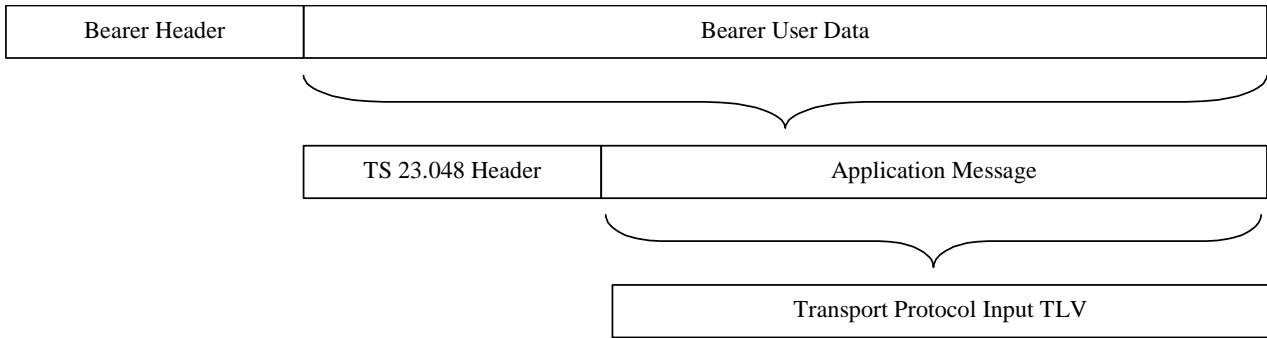 Bearer Header
Bearer User Data
TS 23.048 Header
Application Message
Transport Protocol Input TLV